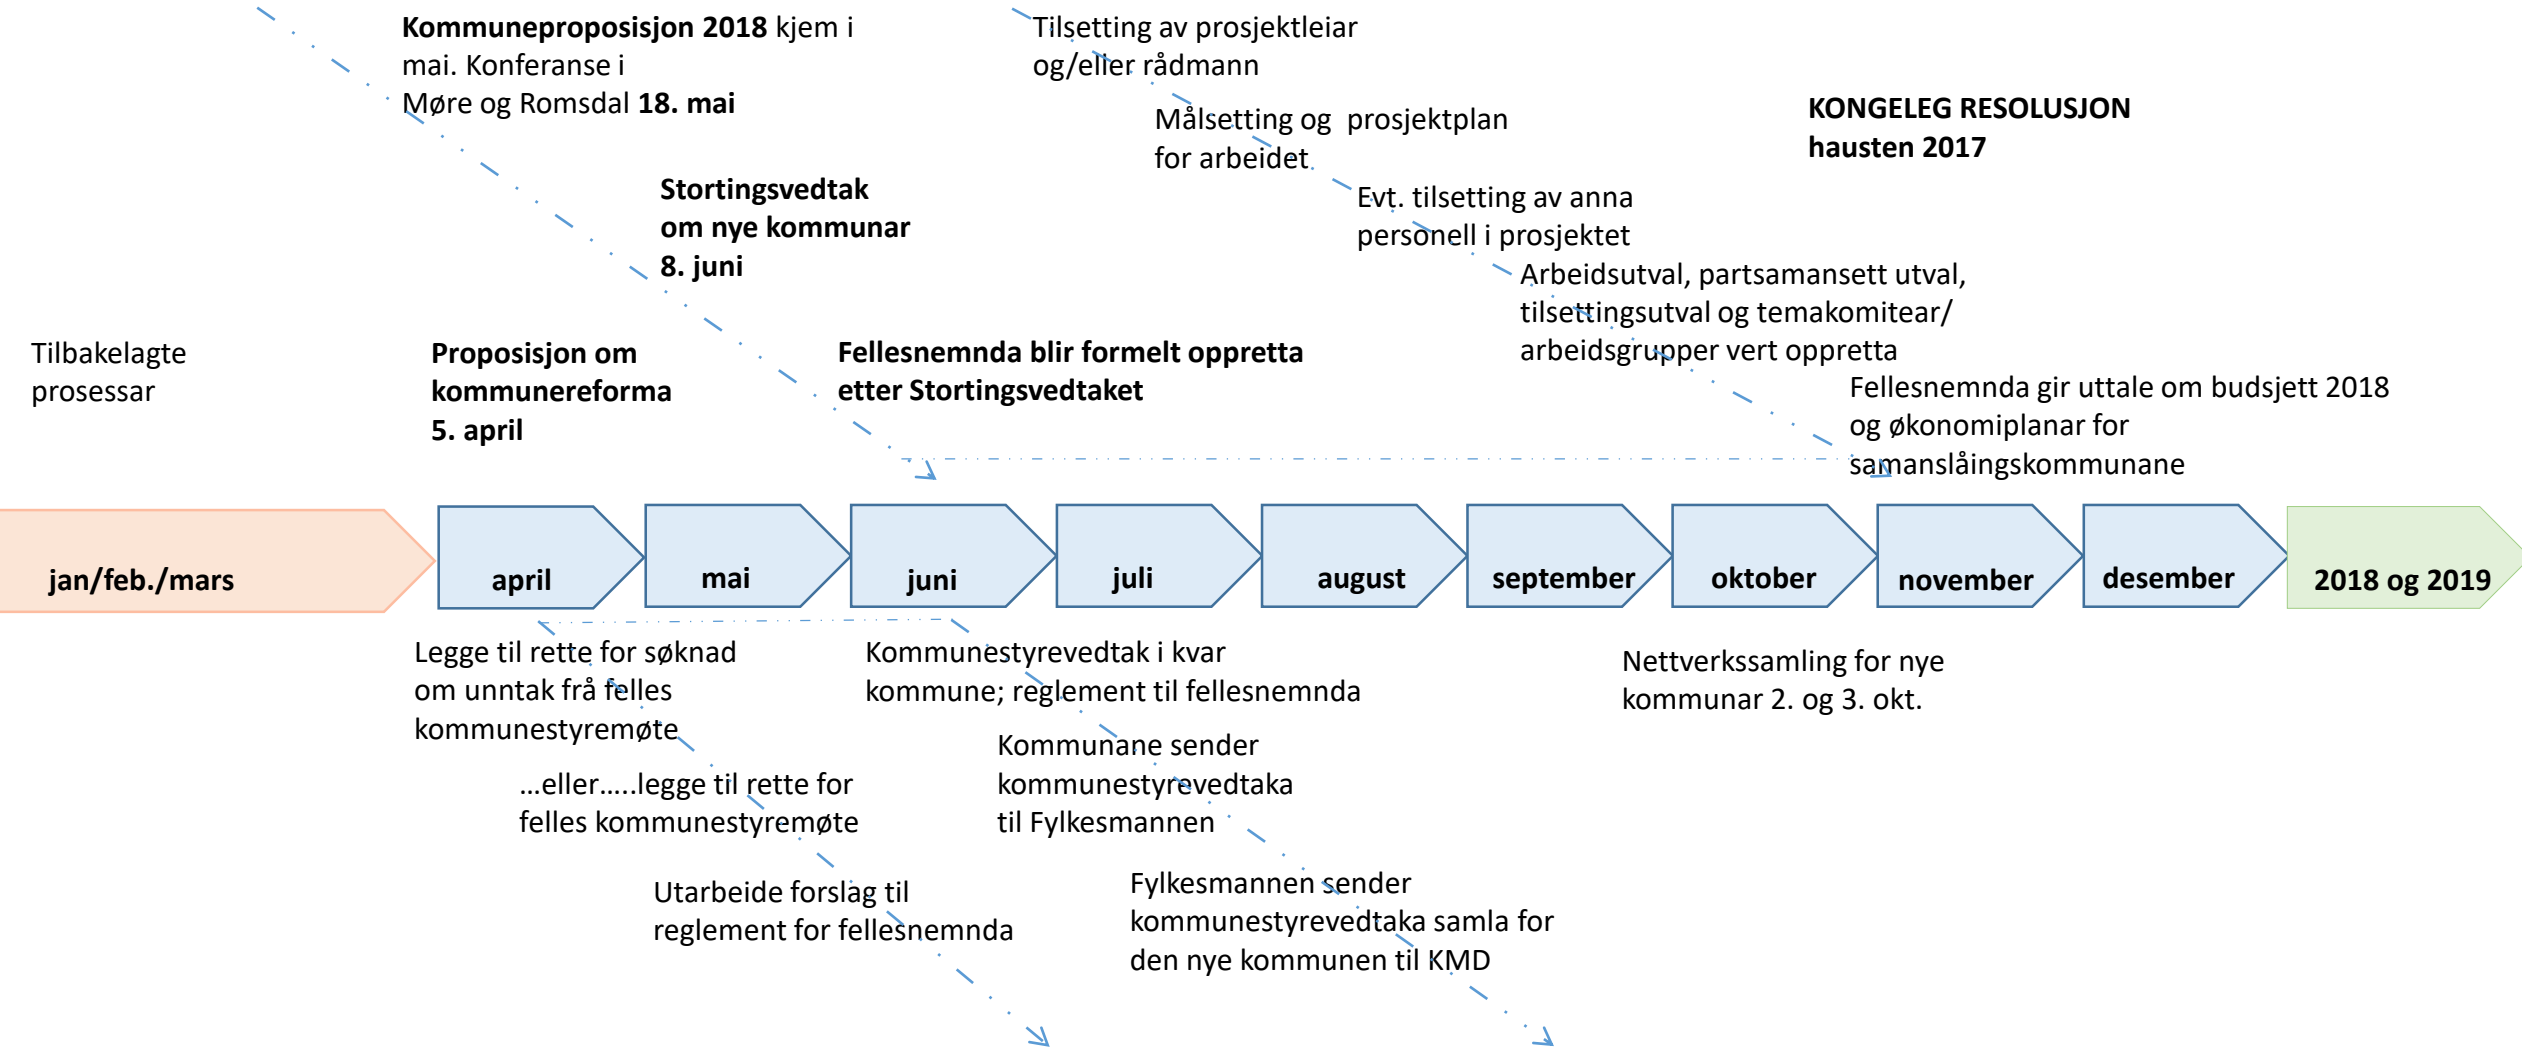 Kommuneproposisjon 2018 kjem i
mai. Konferanse i
Møre og Romsdal 18. mai
Tilsetting av prosjektleiar
og/eller rådmann
Målsetting og prosjektplan
for arbeidet
KONGELEG RESOLUSJON
hausten 2017
Stortingsvedtak
om nye kommunar
8. juni
Evt. tilsetting av anna
personell i prosjektet
Arbeidsutval, partsamansett utval,
tilsettingsutval og temakomitear/
arbeidsgrupper vert oppretta
Tilbakelagte
prosessar
Proposisjon om
kommunereforma
5. april
Fellesnemnda blir formelt oppretta
etter Stortingsvedtaket
Fellesnemnda gir uttale om budsjett 2018
og økonomiplanar for
samanslåingskommunane
jan/feb./mars
april
mai
juni
juli
august
september
oktober
november
desember
2018 og 2019
Legge til rette for søknad
om unntak frå felles
kommunestyremøte
…eller…..legge til rette for
felles kommunestyremøte
Utarbeide forslag til
reglement for fellesnemnda
Kommunestyrevedtak i kvar
kommune; reglement til fellesnemnda
Kommunane sender
kommunestyrevedtaka
til Fylkesmannen
Fylkesmannen sender
kommunestyrevedtaka samla for
den nye kommunen til KMD
Nettverkssamling for nye
kommunar 2. og 3. okt.